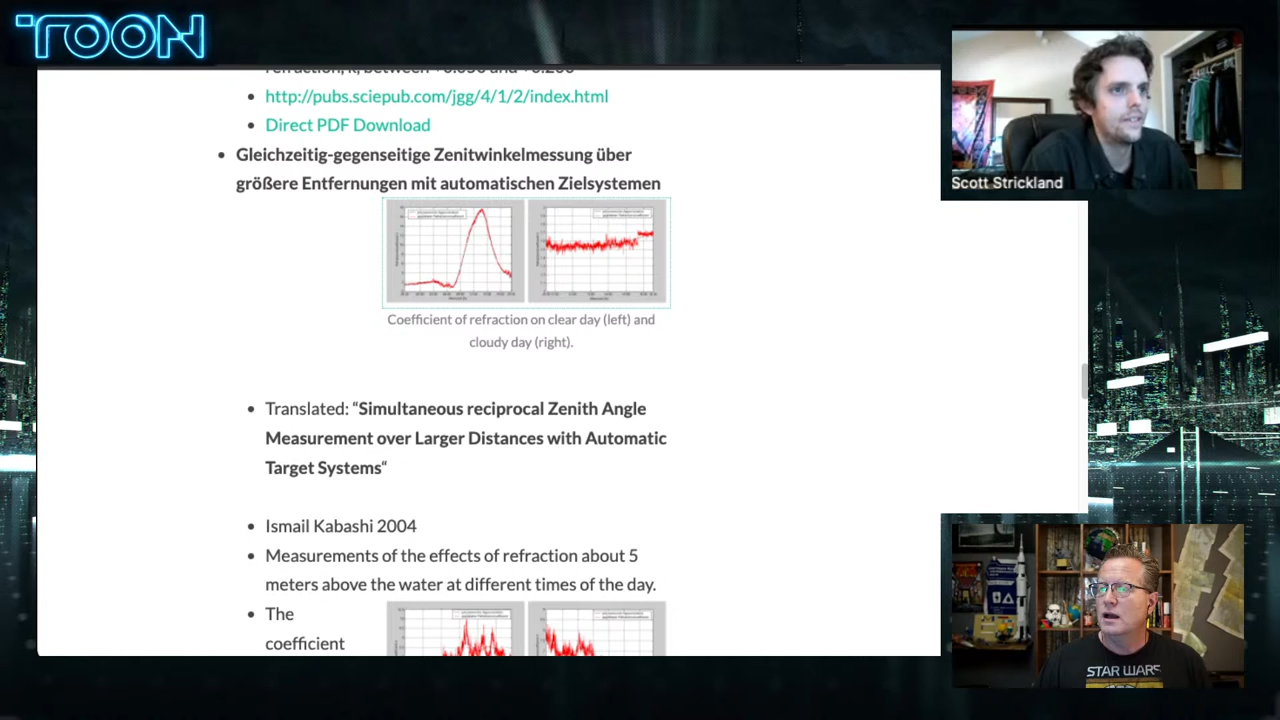 TOON
http://pubs.sciepub.com/jgg/4/1/2/index.html
Direct PDF Download
Gleichzeitig-gegenseitige Zenitwinkelmessung über
größere Entfernungen mit automatischen Zielsystemen
Coefficient of refraction on clear day (left) and
cloudy day (right).
Translated: “Simultaneous reciprocal Zenith Angle
Measurement over Larger Distances with Automatic
Target Systems“
Ismail Kabashi 2004
Measurements of the effects of refraction about 5
meters above the water at different times of the day.
The
coefficient
Scott Strickland
STAR WARS